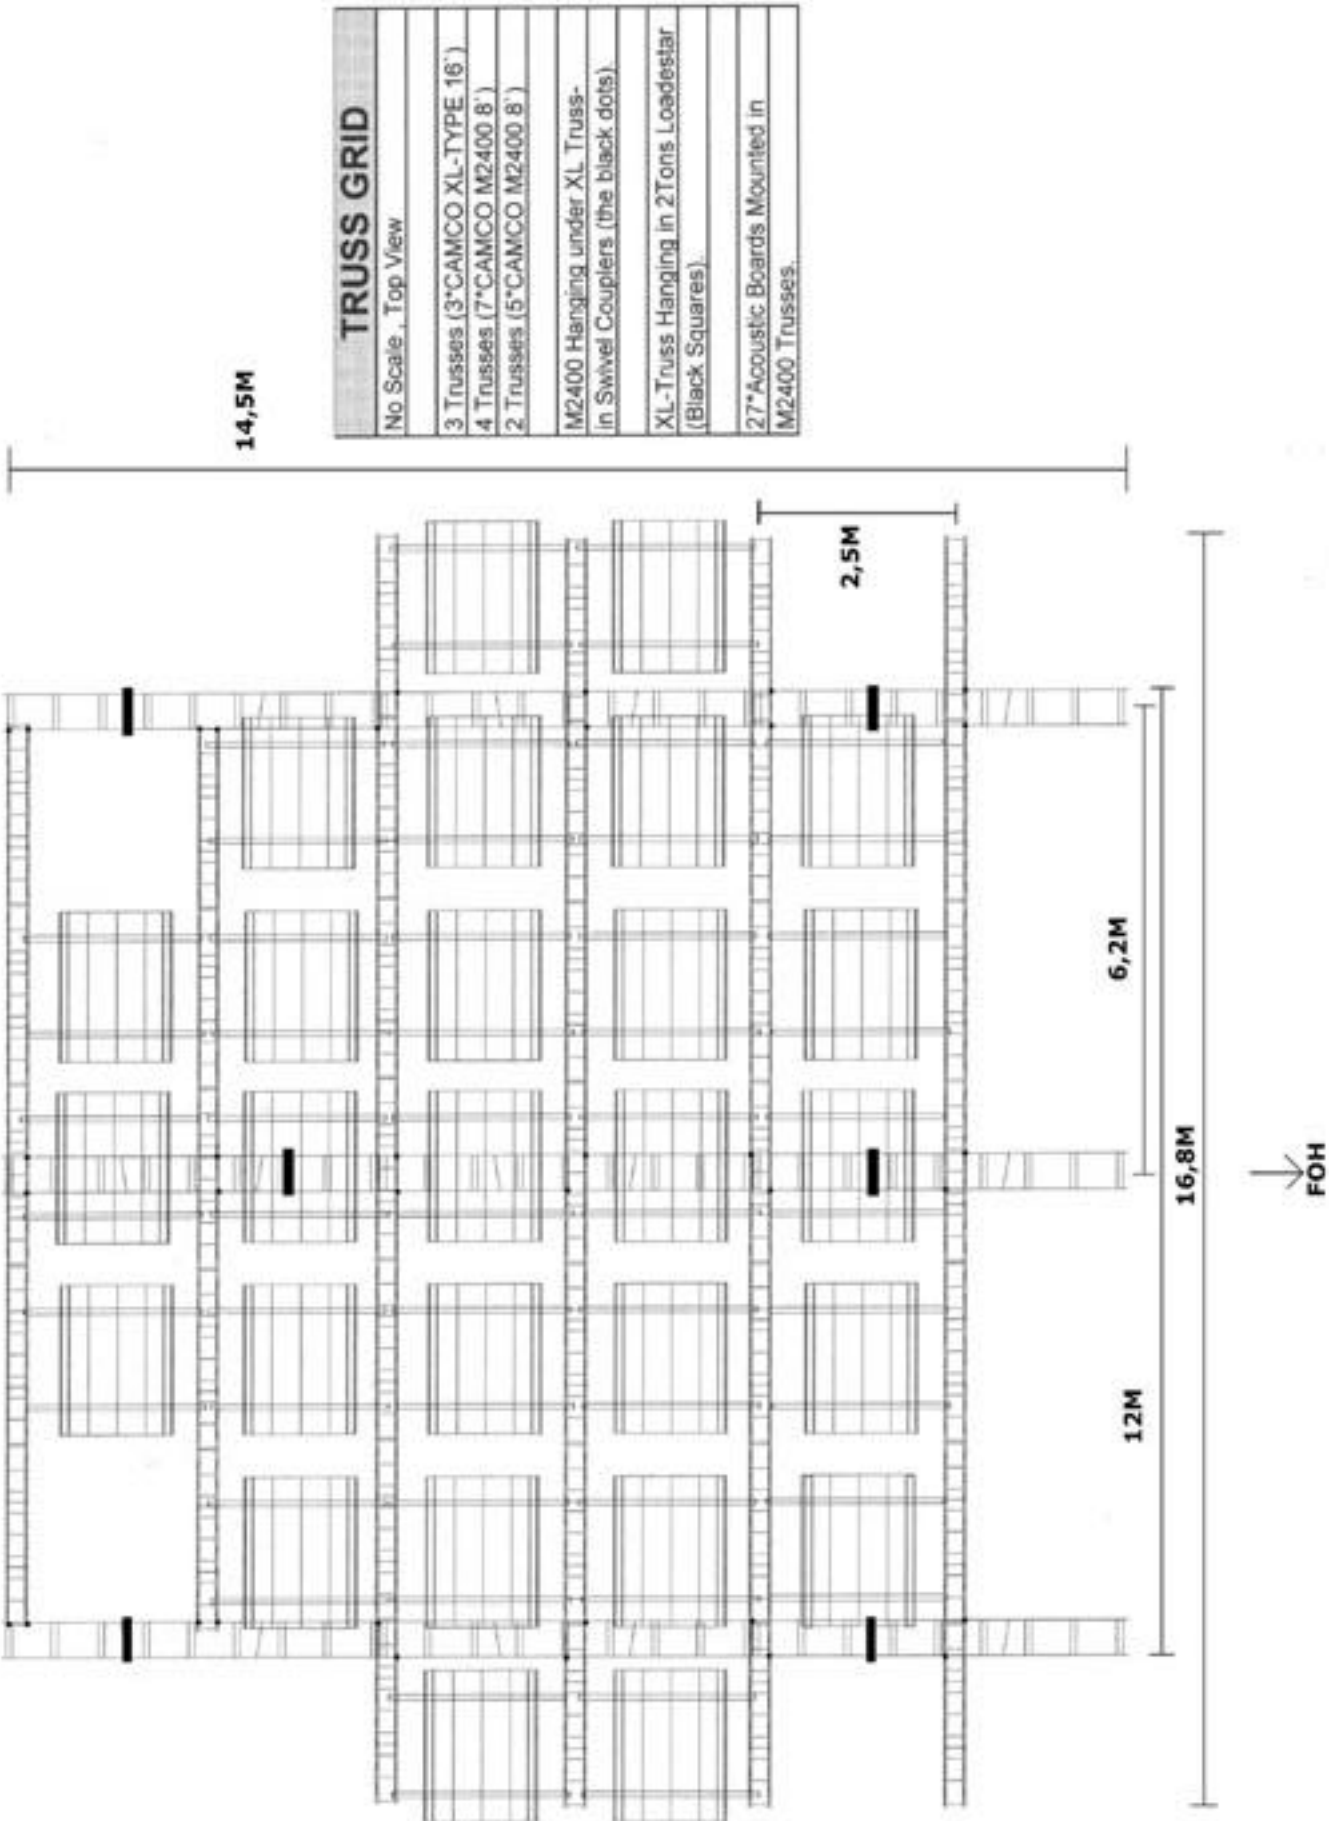 TRUSS GRID
No Scale , Top View
3 Trusses (3*CAMCO XL-TYPE 16`)
4 Trusses (7*CAMCO M2400 8`)
2 Trusses (5*CAMCO M2400 8`)
M2400 Hanging under XL Truss-
in Swivel Couplers (the black dots).
XL-Truss Hanging in 2Tons Loadestar
(Black Squares).
27*Acoustic Boards Mounted in
M2400 Trusses.
14,5M
2,5M
6,2M
12M
16,8M
FOH